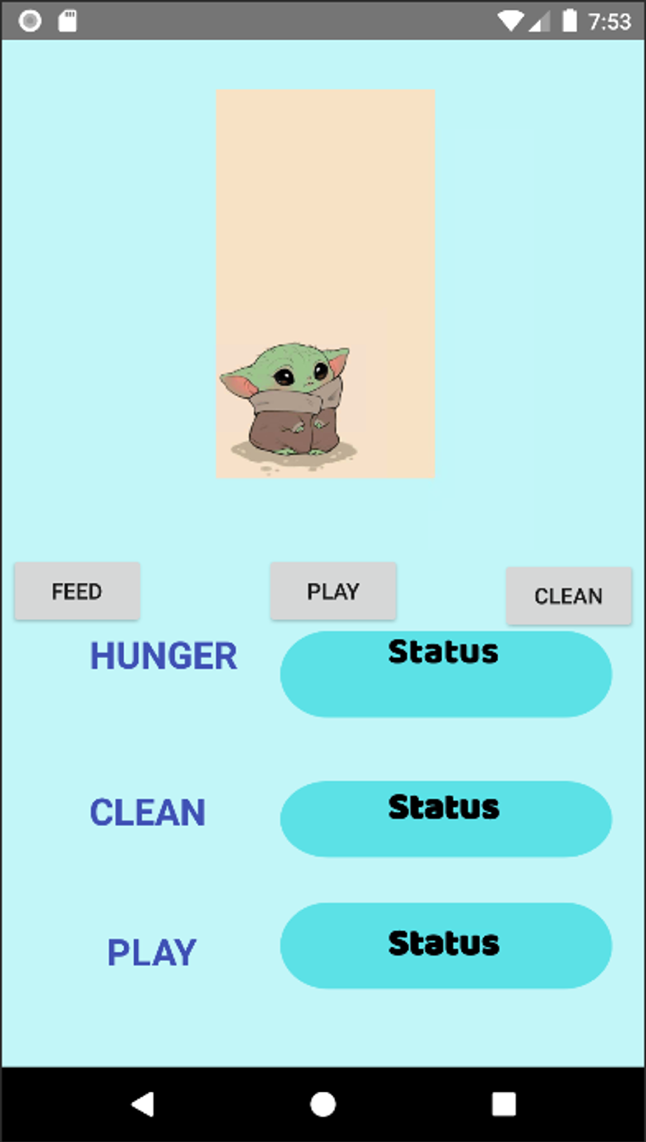 7:53
FEED
PLAY
CLEAN
HUNGER
Status
CLEAN
Status
PLAY
Status